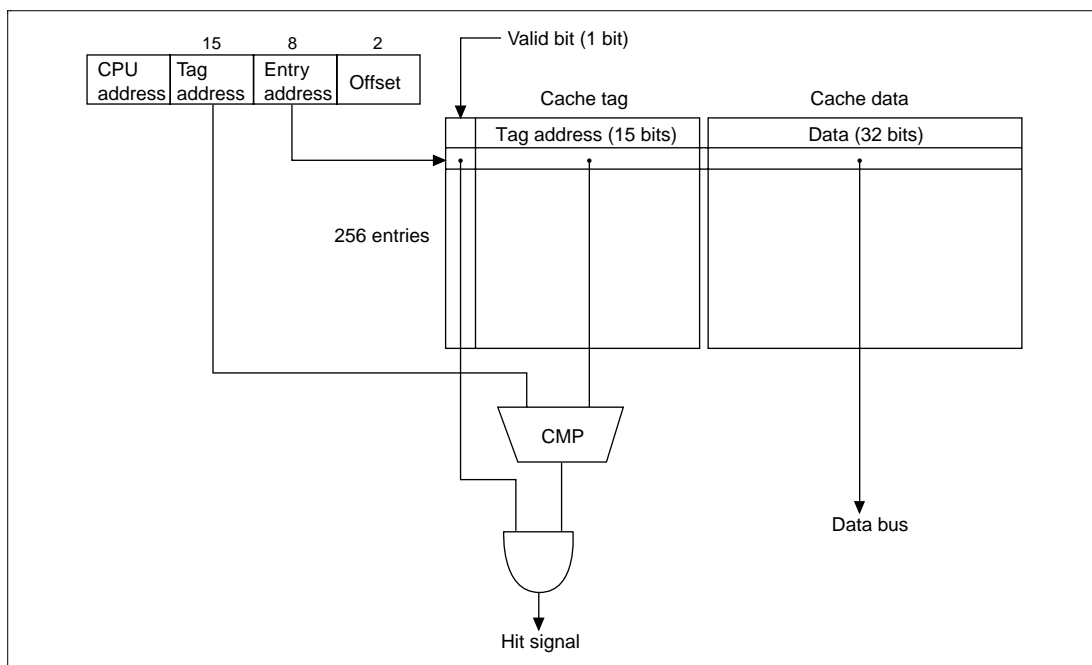 15 8 2
CPU address
Tag address
Entry address
Offset
Valid bit (1 bit)
Cache tag
Cache data
Tag address (15 bits)
Data (32 bits)
256 entries
CMP
Data bus
Hit signal